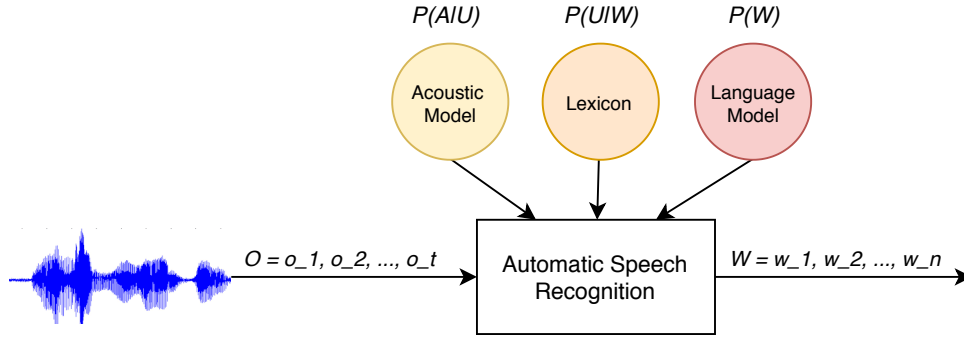 P(A|U)
P(U|W)
P(W)
Acoustic
Model
Lexicon
Language
Model
O = o_1, o_2, ..., o_t
Automatic Speech
Recognition
W = w_1, w_2, ..., w_n